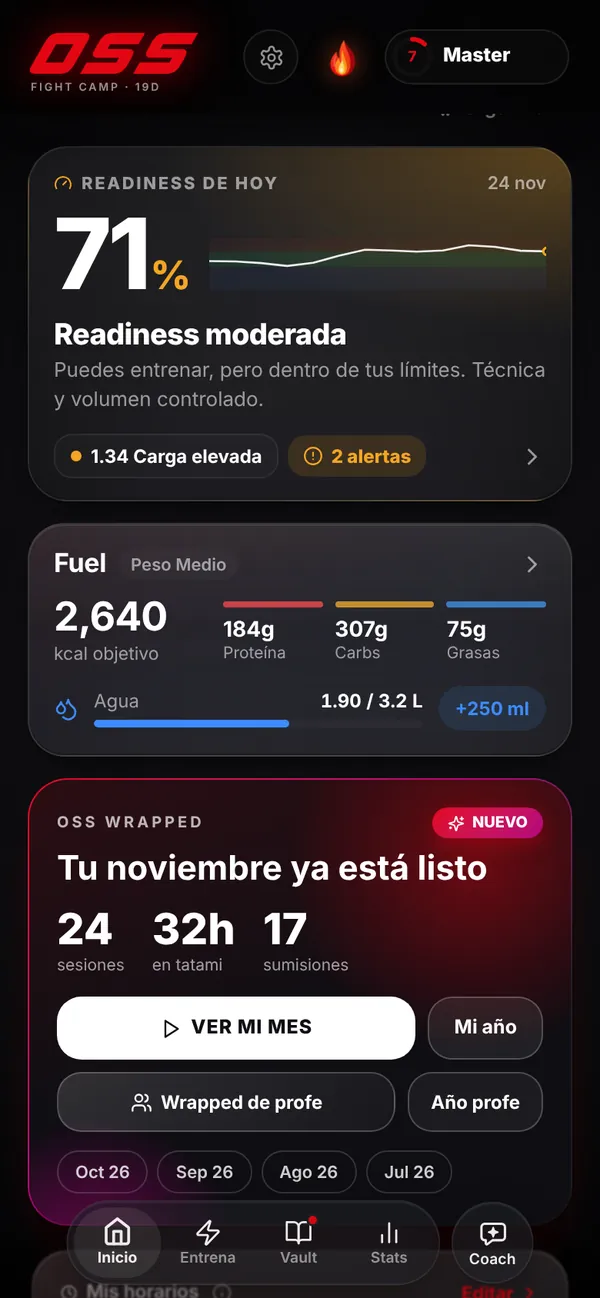 OSS
FIGHT CAMP · 19D
7
Master
READINESS DE HOY
24 nov
71%
Readiness moderada
Puedes entrenar, pero dentro de tus límites. Técnica
y volumen controlado.
1.34 Carga elevada
2 alertas
Fuel
Peso Medio
2,640
kcal objetivo
184g
Proteína
307g
Carbs
75g
Grasas
Agua
1.90 / 3.2 L
+250 ml
OSS WRAPPED
NUEVO
Tu noviembre ya está listo
24
sesiones
32h
en tatami
17
sumisiones
VER MI MES
Mi año
Wrapped de profe
Año profe
Oct 26
Sep 26
Ago 26
Jul 26
Inicio
Entrena
Vault
Stats
Coach
Mis horarios
Editar